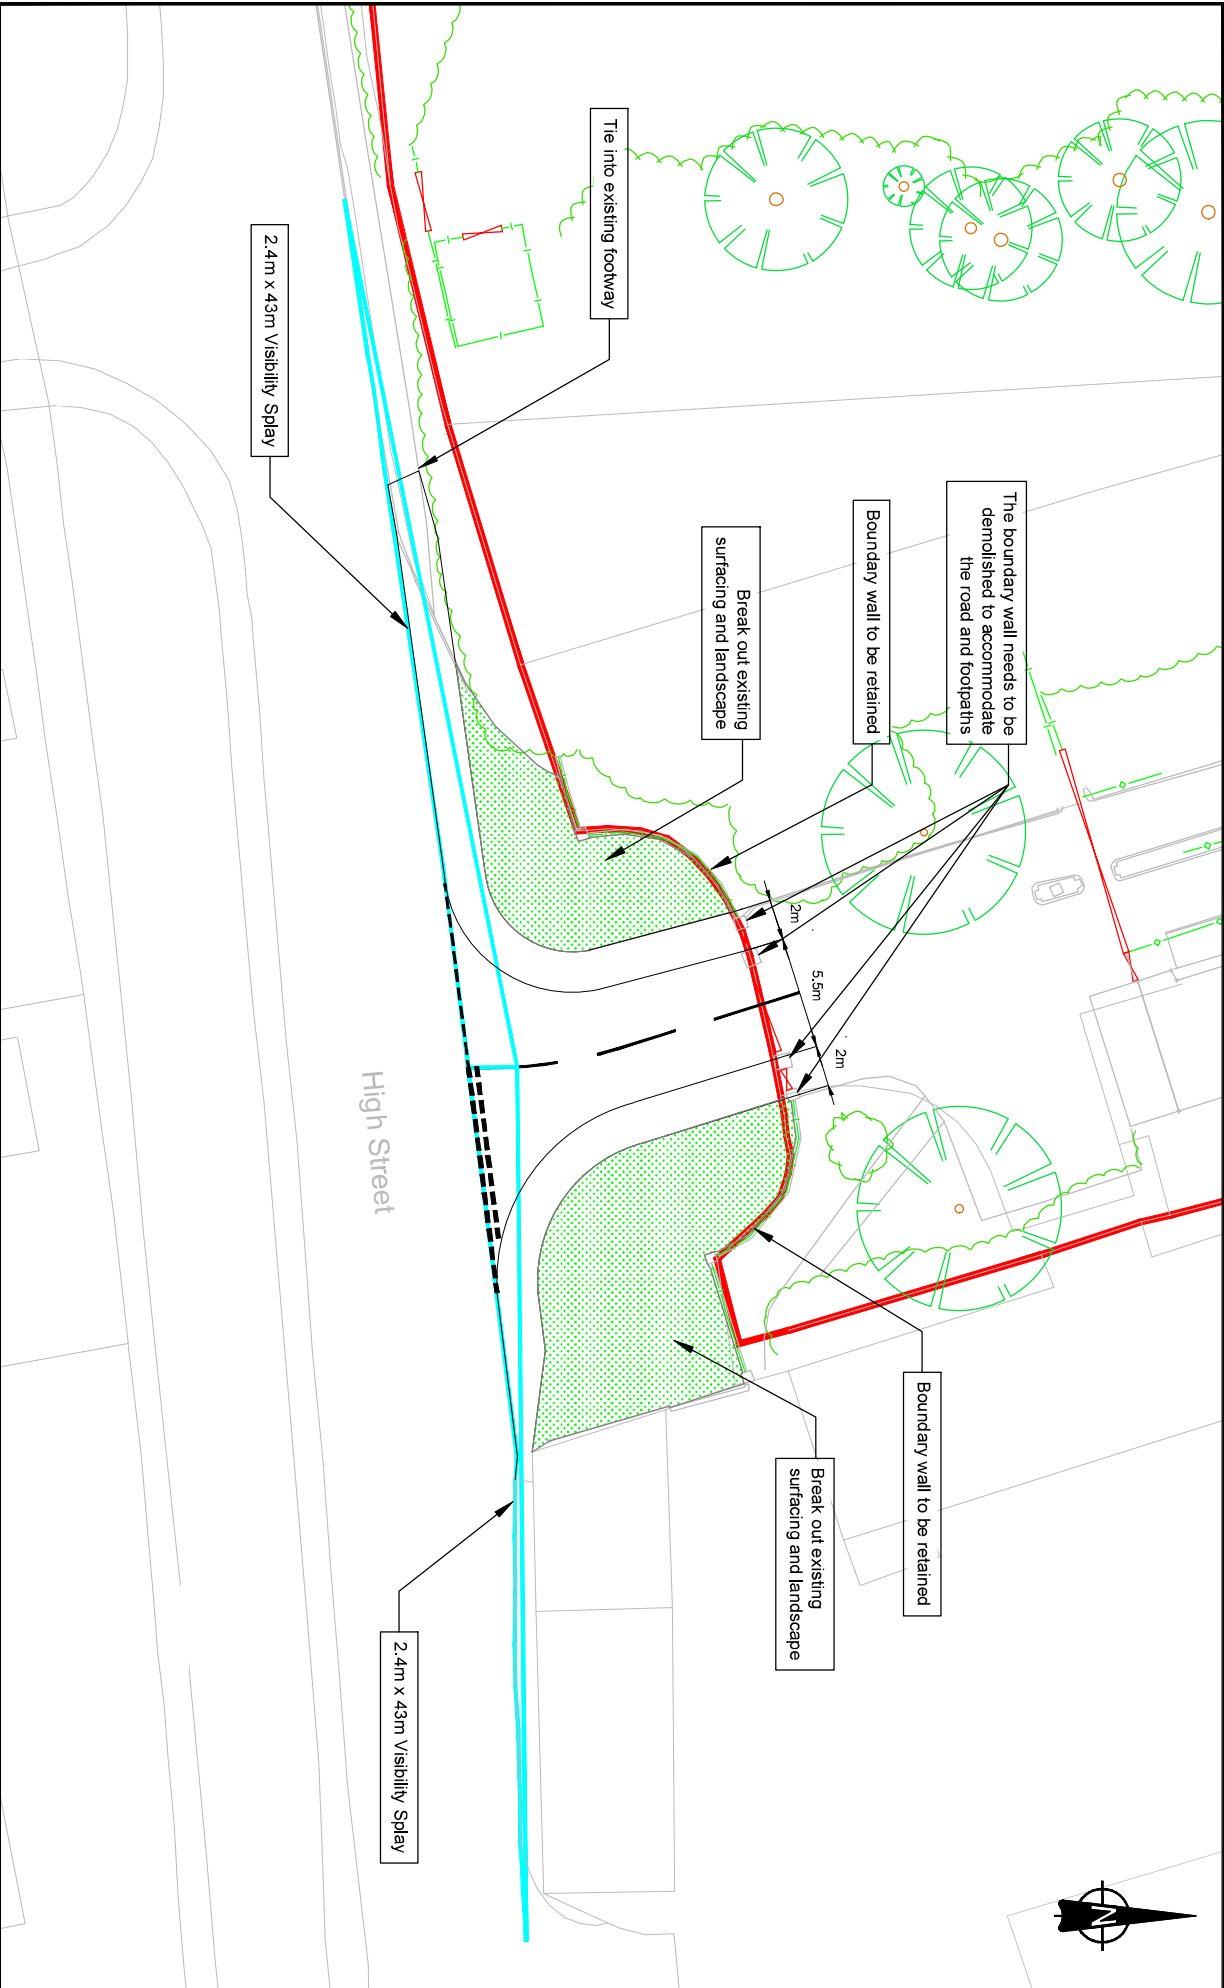 The boundary wall needs to be
demolished to accommodate
the road and footpaths
Boundary wall to be retained
Break out existing
surfacing and landscape
Tie into existing footway
2.4m x 43m Visibility Splay
2m
5.5m
2m
High Street
Boundary wall to be retained
Break out existing
surfacing and landscape
2.4m x 43m Visibility Splay
N